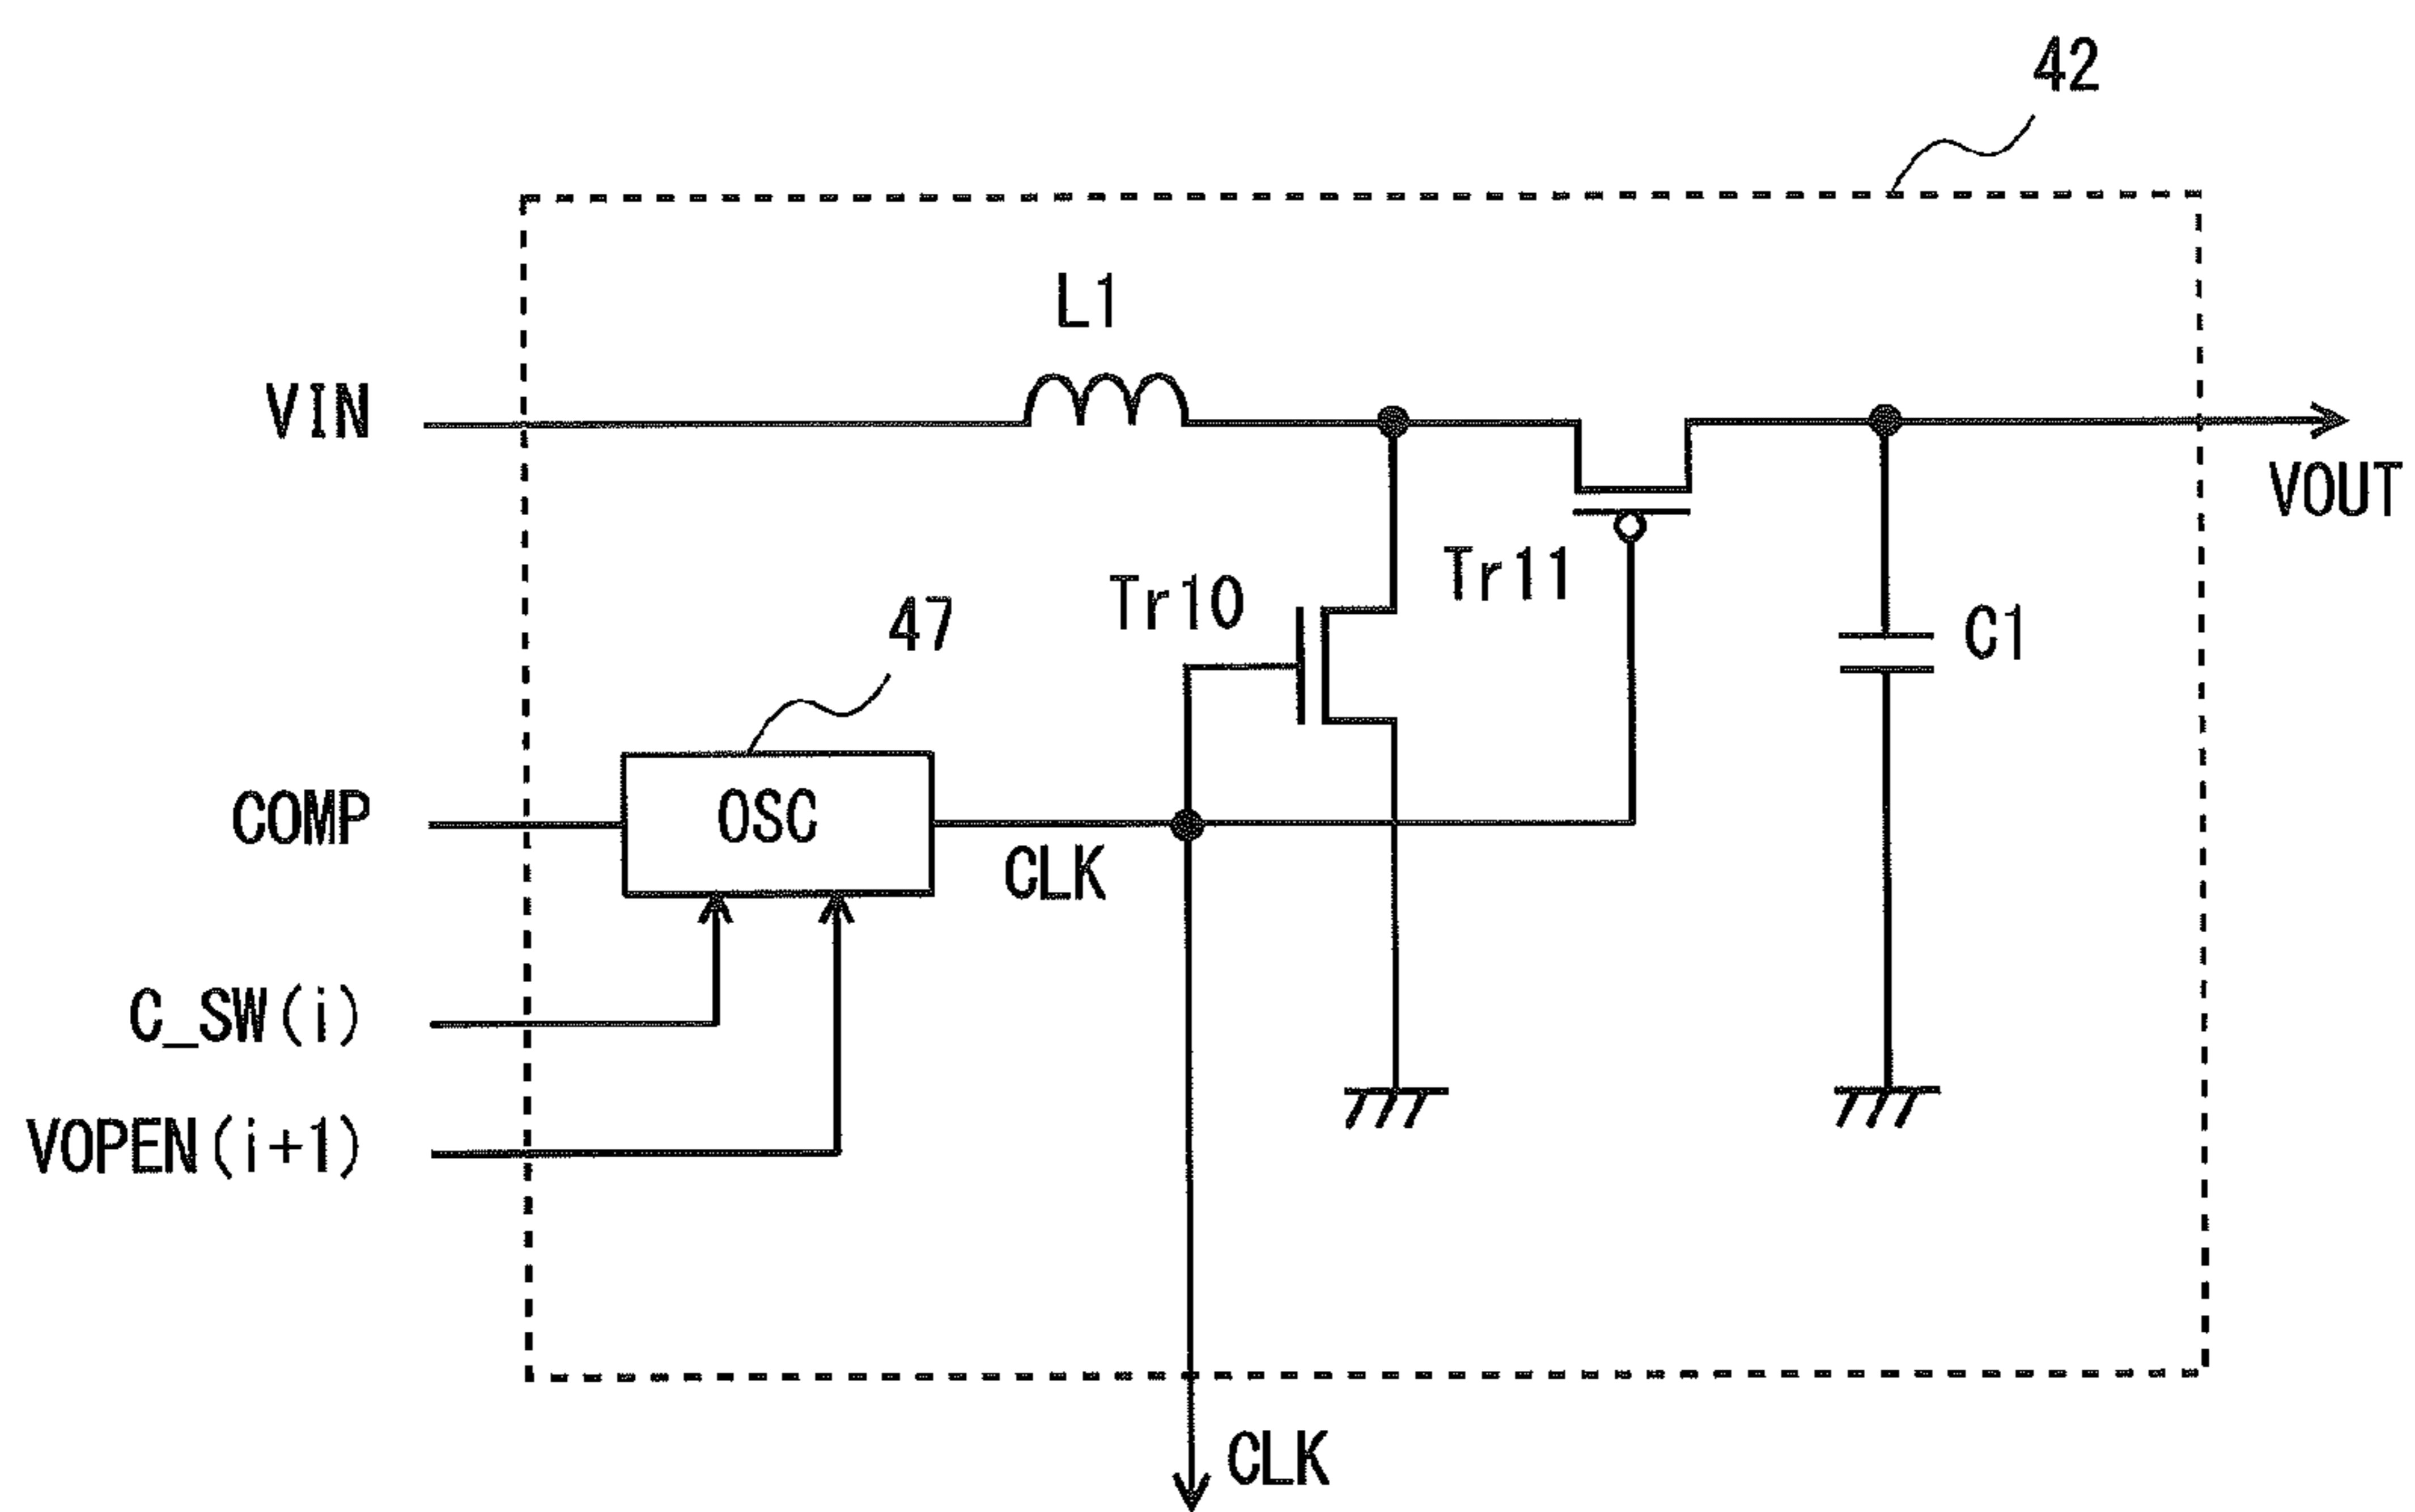 42
L1
VIN
VOUT
Tr11
Tr10
C1
47
COMP
OSC
CLK
C_SW(i)
VOPEN(i+1)
CLK